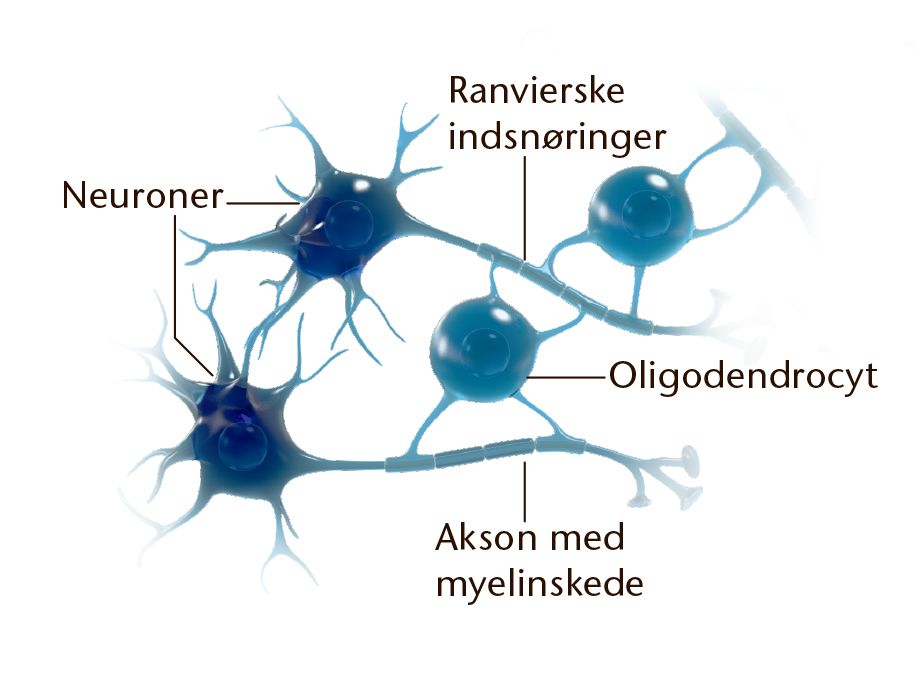 Ranvierske
indsnøringer
Neuroner
Oligodendrocyt
Akson med
myelinskede